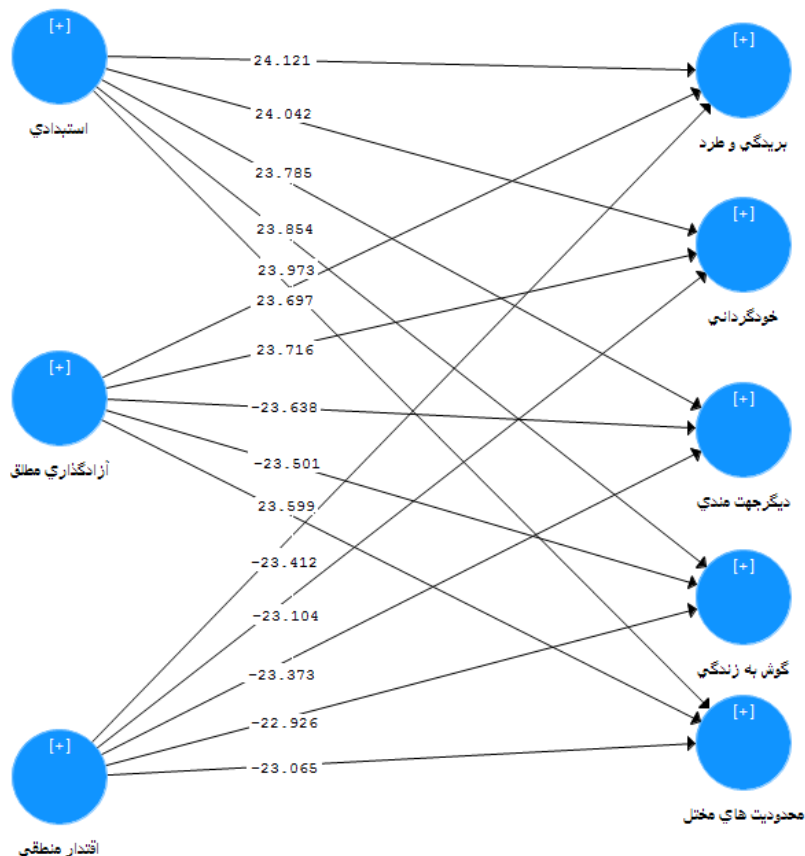 [+]
استبدادي
[+]
آزادگذاري مطلق
[+]
اقتدار منطقي
24.121
24.042
23.785
23.854
23.973
23.697
23.716
-23.638
-23.501
23.599
-23.412
-23.104
-23.373
-22.926
-23.065
[+]
بريدگي و طرد
[+]
خودگرداني
[+]
ديگرجهت مندي
[+]
گوش به زندگي
[+]
محدوديت هاي مختل